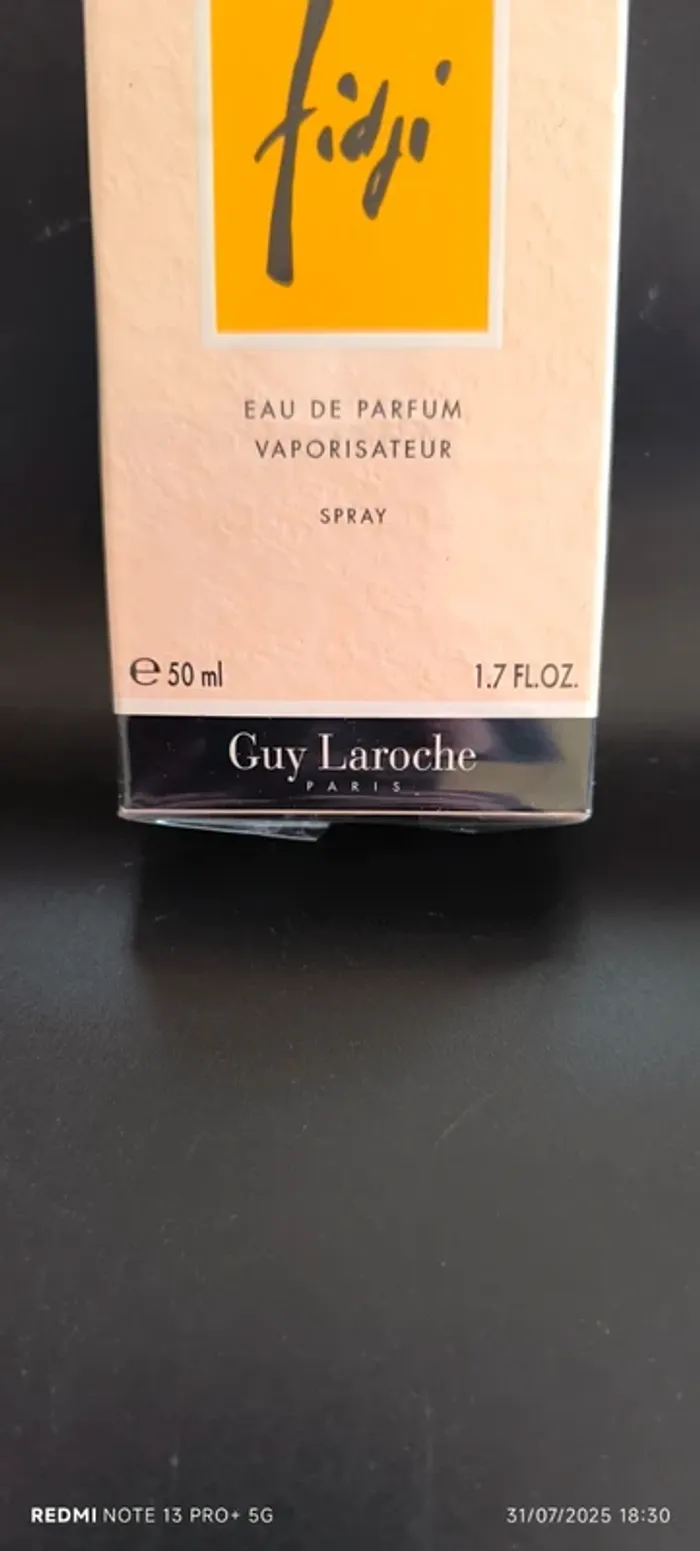 fidji
EAU DE PARFUM
VAPORISATEUR
SPRAY
℮ 50 ml 1.7 FL.OZ.
Guy Laroche
PARIS
REDMI NOTE 13 PRO+ 5G 31/07/2025 18:30